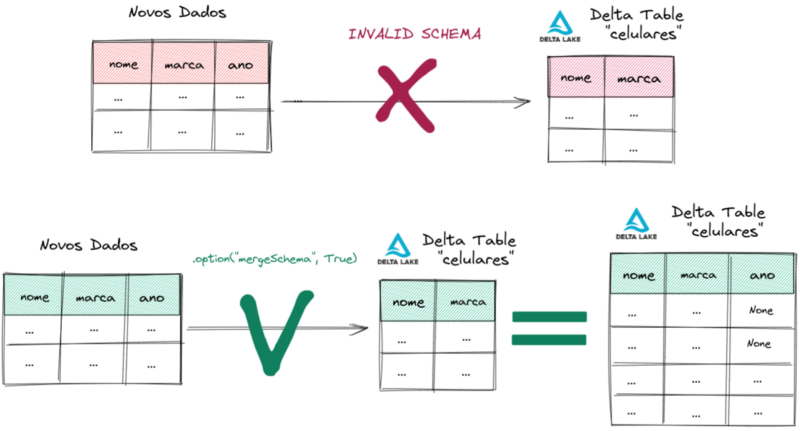 Novos Dados
nome marca ano
... ... ...
... ... ...
...
INVALID SCHEMA
DELTA LAKE
Delta Table
"celulares"
nome marca
... ...
... ...
Novos Dados
nome marca ano
... ... ...
... ... ...
.option("mergeSchema", True)
DELTA LAKE
Delta Table
"celulares"
nome marca
... ...
... ...
DELTA LAKE
Delta Table
"celulares"
nome marca ano
... ... None
... ... None
... ... ...
... ... ...